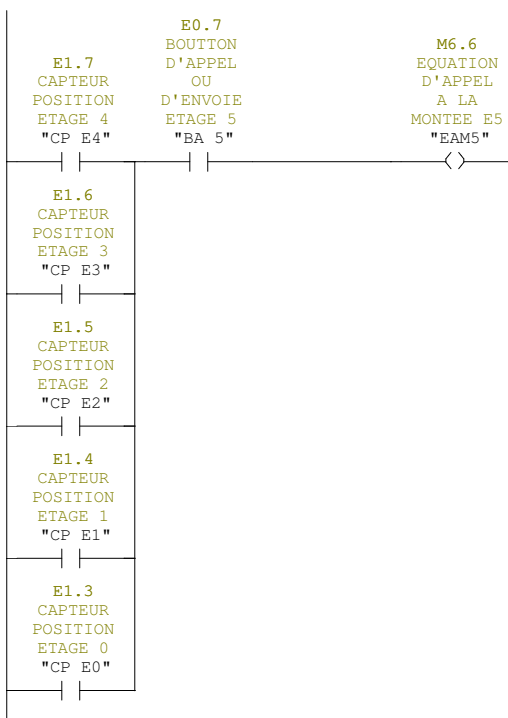 E1.7
CAPTEUR
POSITION
ETAGE 4
"CP E4"
E0.7
BOUTTON
D'APPEL
OU
D'ENVOIE
ETAGE 5
"BA 5"
M6.6
EQUATION
D'APPEL
A LA
MONTEE E5
"EAM5"
E1.6
CAPTEUR
POSITION
ETAGE 3
"CP E3"
E1.5
CAPTEUR
POSITION
ETAGE 2
"CP E2"
E1.4
CAPTEUR
POSITION
ETAGE 1
"CP E1"
E1.3
CAPTEUR
POSITION
ETAGE 0
"CP E0"